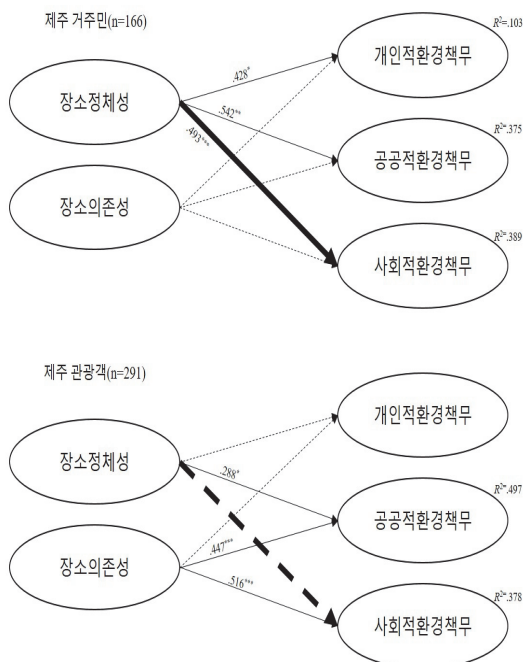 제주 거주민(n=166)
R²=.103
개인적환경책무
.428*
장소정체성
.542**
R²=.375
.493***
공공적환경책무
장소의존성
R²=.389
사회적환경책무
제주 관광객(n=291)
개인적환경책무
장소정체성
.288*
R²=.497
공공적환경책무
.447***
장소의존성
.516***
R²=.378
사회적환경책무